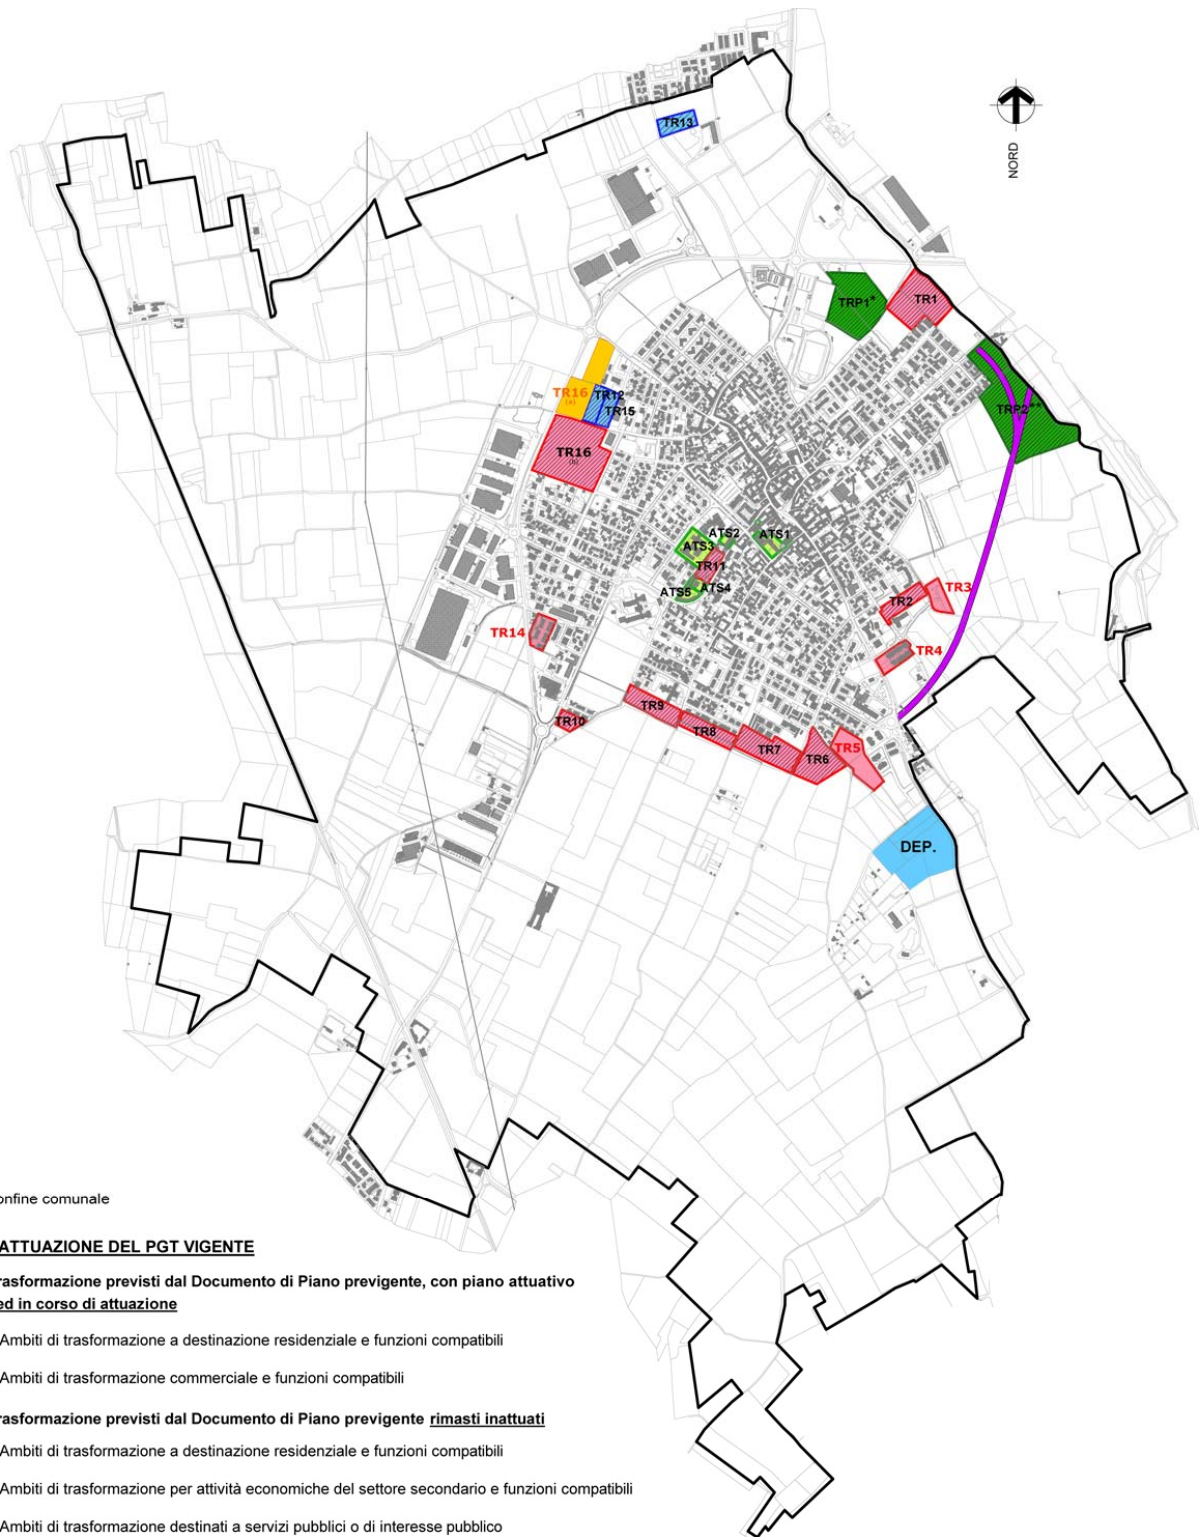 NORD
TR13
TRP1*
TR1
TRP2**
TR16
(a)
TR12
TR15
TR16
(b)
ATS2
ATS1
ATS3
TR11
ATS5
ATS4
TR2
TR3
TR14
TR4
TR9
TR10
TR8
TR7
TR6
TR5
DEP.
onfine comunale
ATTUAZIONE DEL PGT VIGENTE
rasformazione previsti dal Documento di Piano previgente, con piano attuativo
ed in corso di attuazione
Ambiti di trasformazione a destinazione residenziale e funzioni compatibili
Ambiti di trasformazione commerciale e funzioni compatibili
rasformazione previsti dal Documento di Piano previgente rimasti inattuati
Ambiti di trasformazione a destinazione residenziale e funzioni compatibili
Ambiti di trasformazione per attività economiche del settore secondario e funzioni compatibili
Ambiti di trasformazione destinati a servizi pubblici o di interesse pubblico